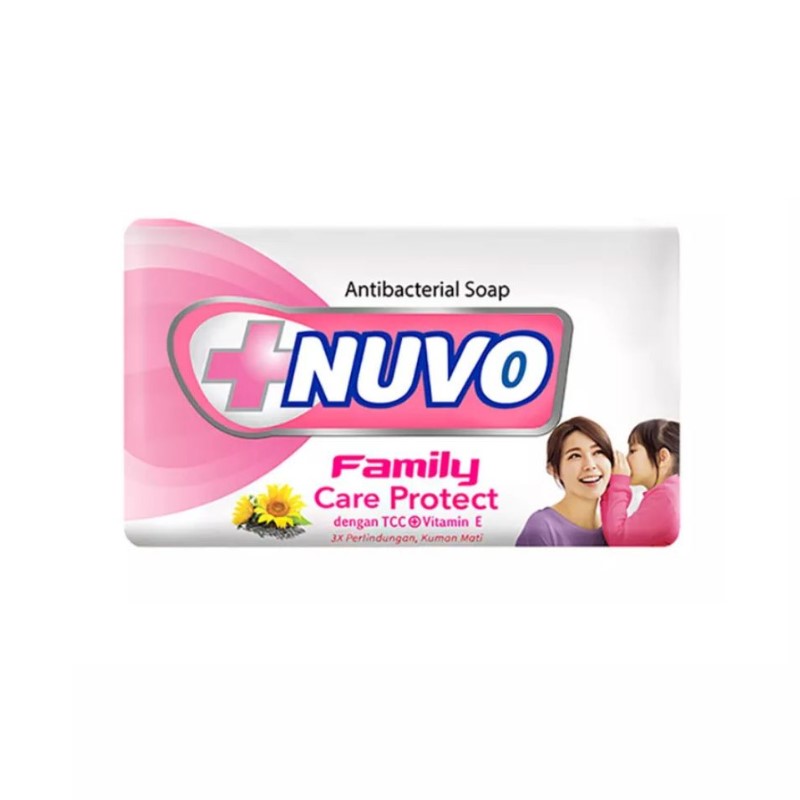 Antibacterial Soap
NUVO
Family
Care Protect
dengan TCC+Vitamin E
3X Perlindungan, Kuman Mati